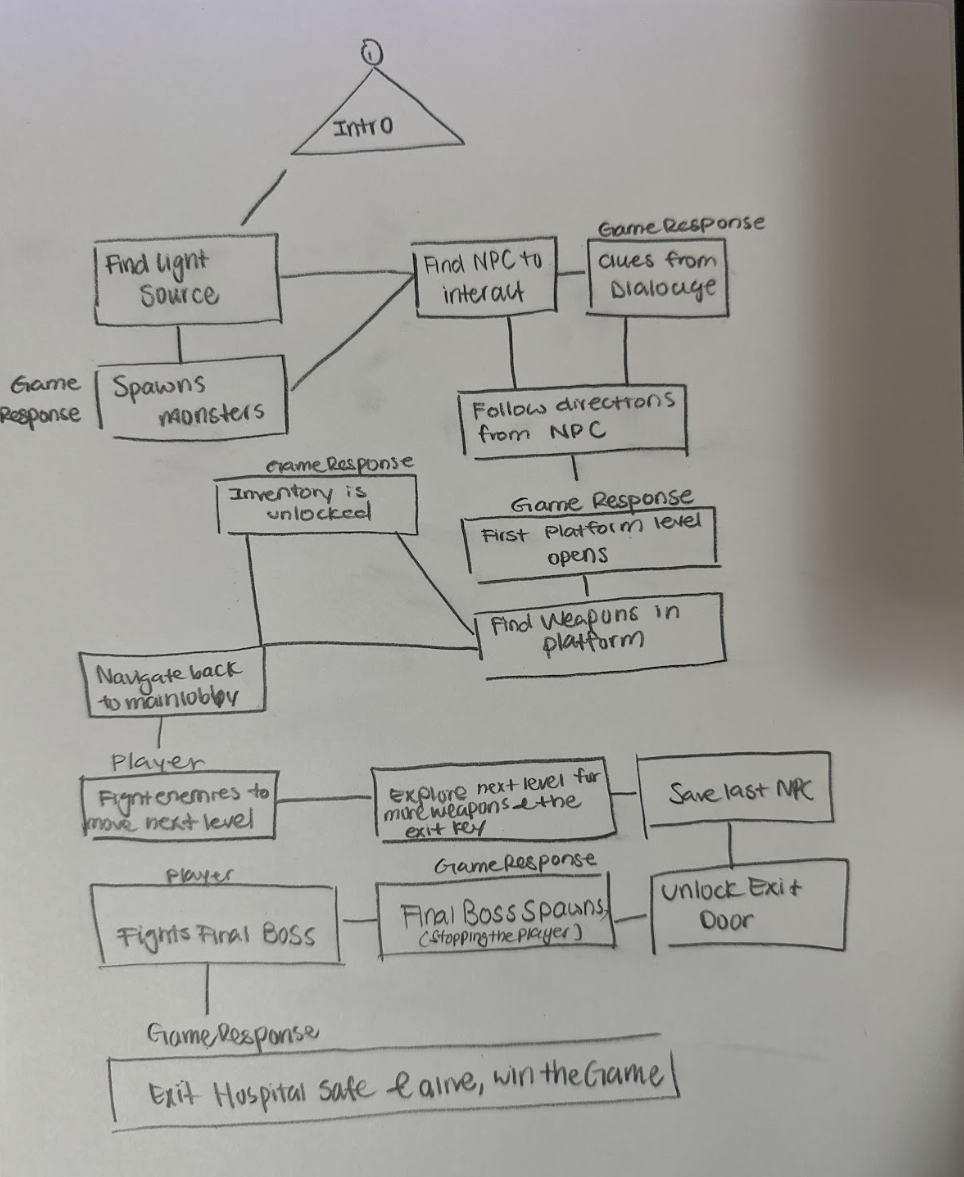 1
Intro
Find light
Source
Game
Response
Spawns
monsters
Find NPC to
interact
Game Response
clues from
Dialouge
Follow directions
from NPC
Game Response
First Platform level
opens
Find Weapons in
platform
Game Response
Inventory is
unlocked
Navigate back
to main lobby
Player
Fight enemies to
move next level
Explore next level for
more weapons & the
exit key
Save last NPC
Unlock Exit
Door
Game Response
Final Boss Spawns,
(Stopping the player)
Player
Fights Final Boss
Game Response
Exit Hospital safe & alive, win the Game